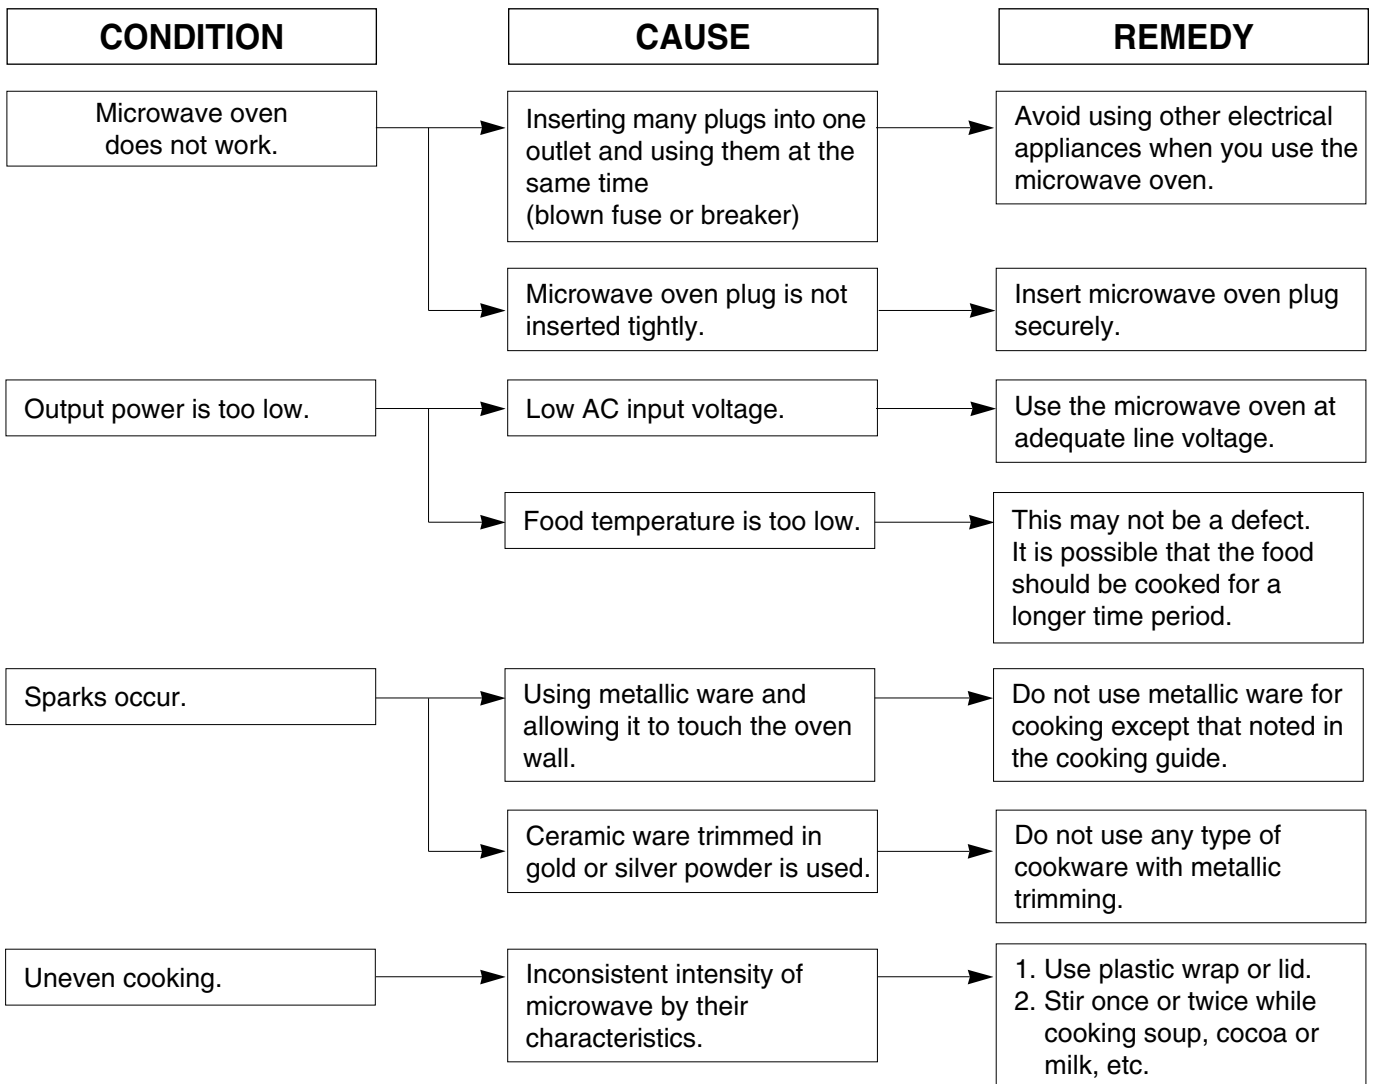 CONDITION
CAUSE
REMEDY
Microwave oven
does not work.
Inserting many plugs into one
outlet and using them at the
same time
(blown fuse or breaker)
Avoid using other electrical
appliances when you use the
microwave oven.
Microwave oven plug is not
inserted tightly.
Insert microwave oven plug
securely.
Output power is too low.
Low AC input voltage.
Use the microwave oven at
adequate line voltage.
Food temperature is too low.
This may not be a defect.
It is possible that the food
should be cooked for a
longer time period.
Sparks occur.
Using metallic ware and
allowing it to touch the oven
wall.
Do not use metallic ware for
cooking except that noted in
the cooking guide.
Ceramic ware trimmed in
gold or silver powder is used.
Do not use any type of
cookware with metallic
trimming.
Uneven cooking.
Inconsistent intensity of
microwave by their
characteristics.
1. Use plastic wrap or lid.
2. Stir once or twice while
cooking soup, cocoa or
milk, etc.